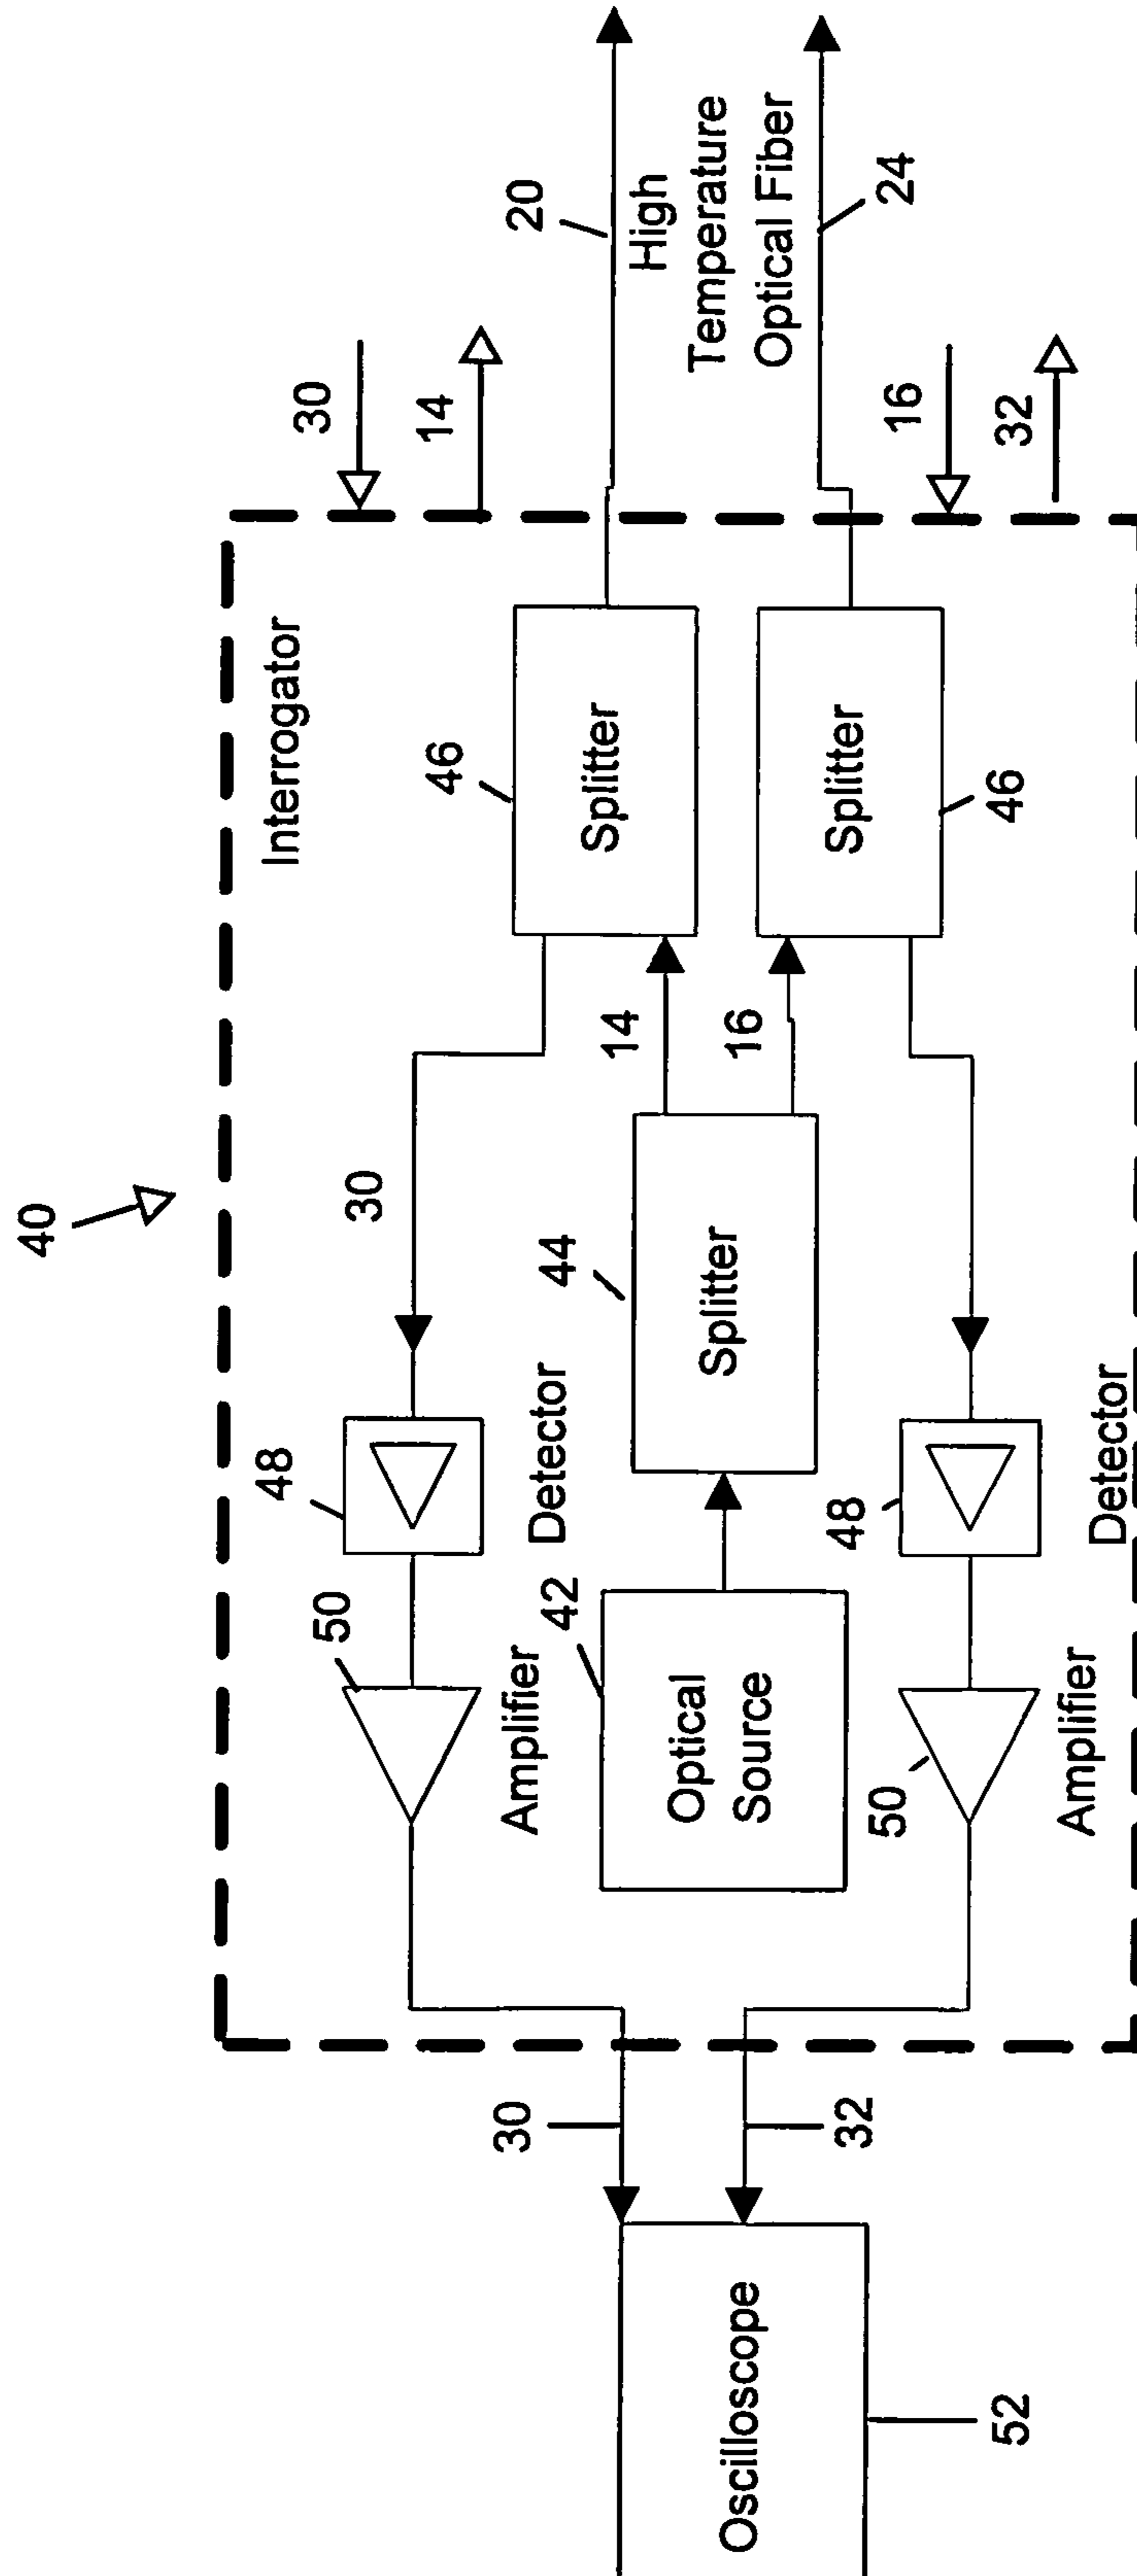 40
Interrogator
30
14
20
High
Temperature
Optical Fiber
24
16
32
46
Splitter
Splitter
46
14
16
30
44
Splitter
48
Detector
50
Amplifier
42
Optical
Source
48
Detector
50
Amplifier
30
32
Oscilloscope
52